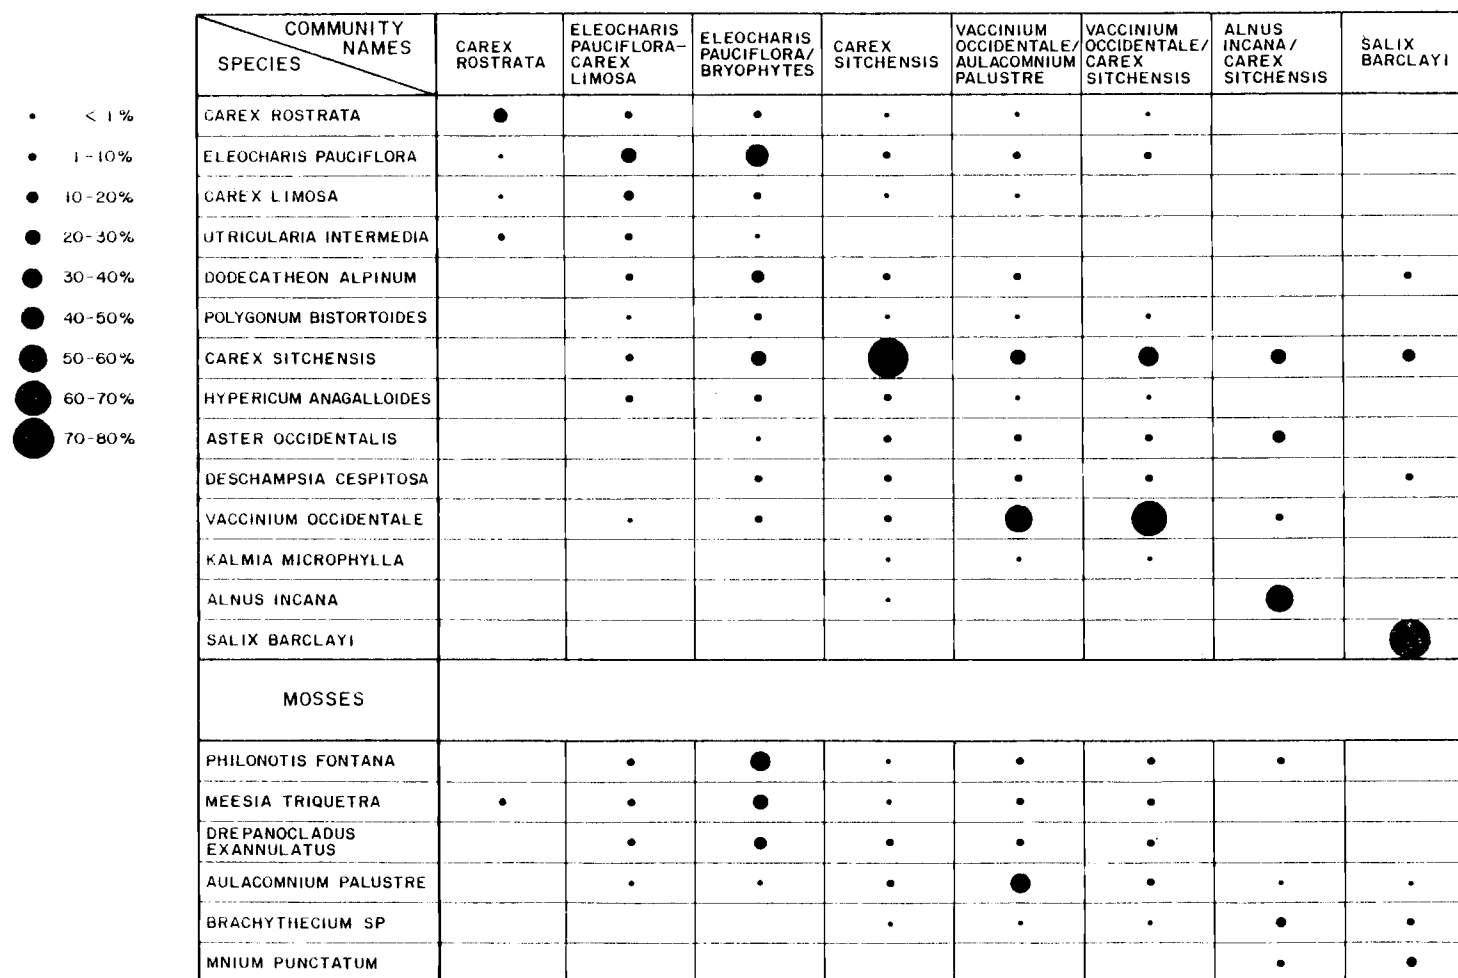 COMMUNITY
NAMES
SPECIES
CAREX
ROSTRATA
ELEOCHARIS
PAUCIFLORA-
CAREX
LIMOSA
ELEOCHARIS
PAUCIFLORA/
BRYOPHYTES
CAREX
SITCHENSIS
VACCINIUM
OCCIDENTALE/
AULACOMNIUM
PALUSTRE
VACCINIUM
OCCIDENTALE/
CAREX
SITCHENSIS
ALNUS
INCANA/
CAREX
SITCHENSIS
SALIX
BARCLAYI
< 1%
1-10%
10-20%
20-30%
30-40%
40-50%
50-60%
60-70%
70-80%
CAREX ROSTRATA
ELEOCHARIS PAUCIFLORA
CAREX LIMOSA
UTRICULARIA INTERMEDIA
DODECATHEON ALPINUM
POLYGONUM BISTORTOIDES
CAREX SITCHENSIS
HYPERICUM ANAGALLOIDES
ASTER OCCIDENTALIS
DESCHAMPSIA CESPITOSA
VACCINIUM OCCIDENTALE
KALMIA MICROPHYLLA
ALNUS INCANA
SALIX BARCLAYI
MOSSES
PHILONOTIS FONTANA
MEESIA TRIQUETRA
DREPANOCLADUS
EXANNULATUS
AULACOMNIUM PALUSTRE
BRACHYTHECIUM SP
MNIUM PUNCTATUM